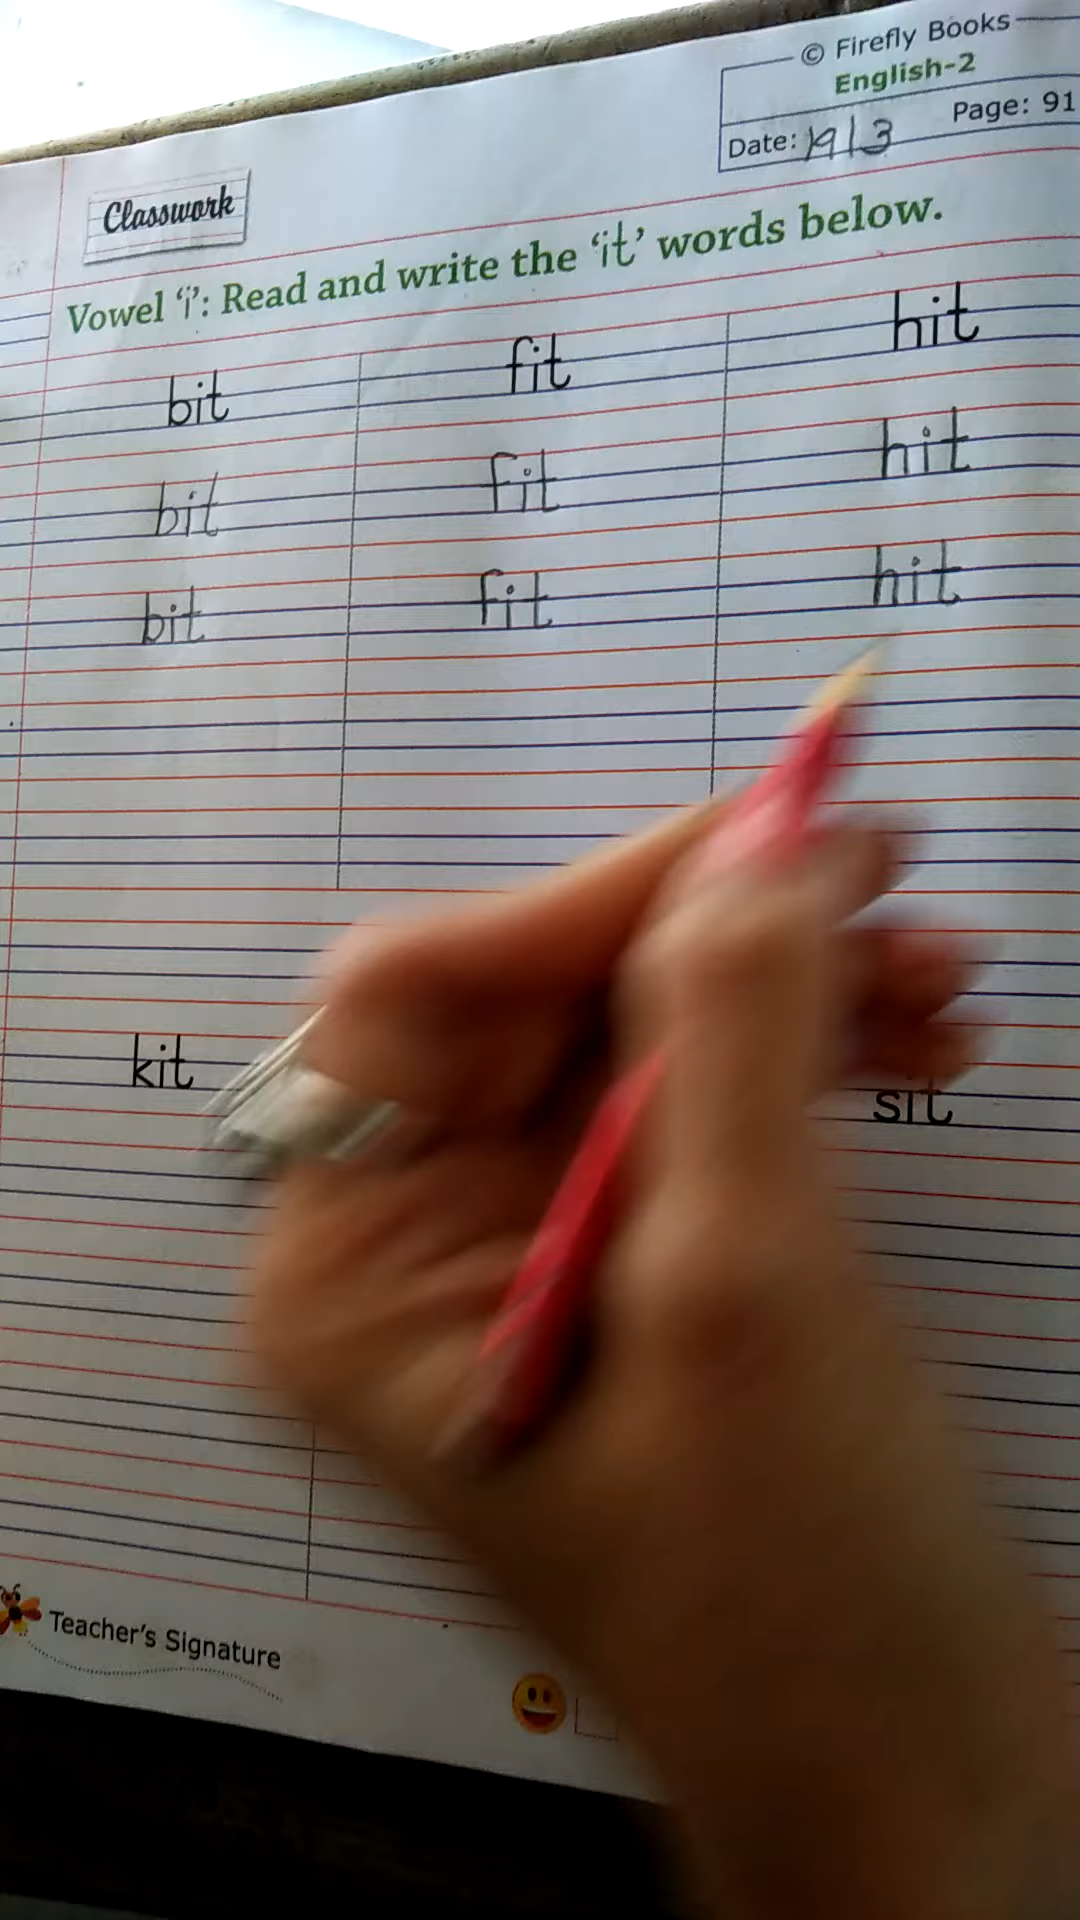 © Firefly Books
English-2
Date: 19/3 Page: 91
Classwork
Vowel ‘i’: Read and write the ‘it’ words below.
bit fit hit
bit fit hit
bit fit hit
kit sit
Teacher's Signature